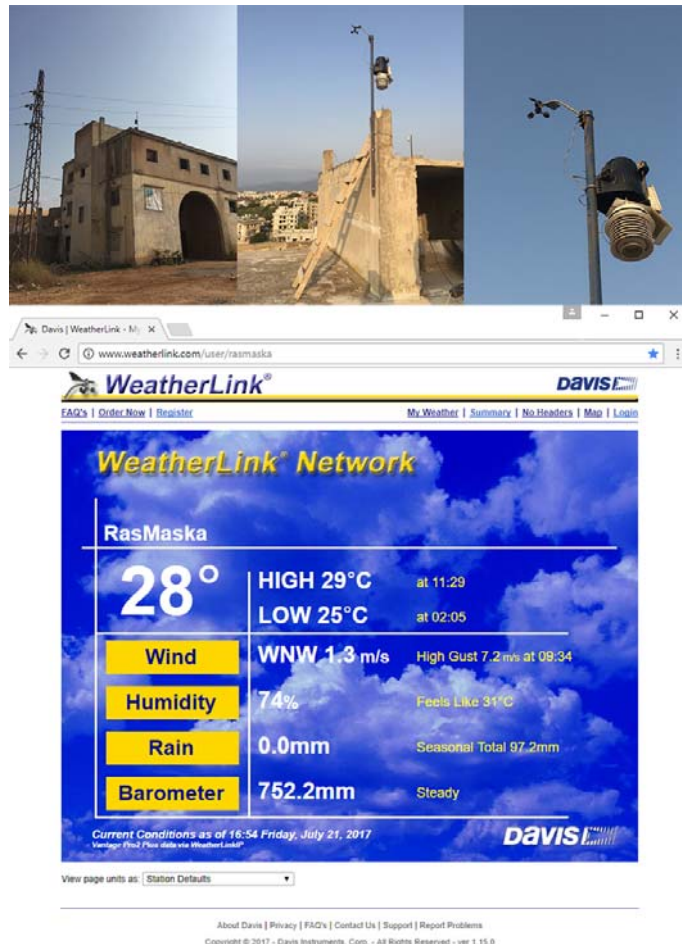 Davis | WeatherLink - My
www.weatherlink.com/user/rasmaska
WeatherLink®
DAVIS
FAQ's | Order Now | Register
My Weather | Summary | No Headers | Map | Login
WeatherLink® Network
RasMaska
28°
HIGH 29°C at 11:29
LOW 25°C at 02:05
Wind WNW 1.3 m/s High Gust 7.2 m/s at 09:34
Humidity 74% Feels Like 31°C
Rain 0.0mm Seasonal Total 97.2mm
Barometer 752.2mm Steady
Current Conditions as of 16:54 Friday, July 21, 2017
Vantage Pro2 Plus data via WeatherLinkIP
DAVIS
View page units as: Station Defaults
About Davis | Privacy | FAQ's | Contact Us | Support | Report Problems
Copyright © 2017 - Davis Instruments, Corp. - All Rights Reserved - ver 1.15.0